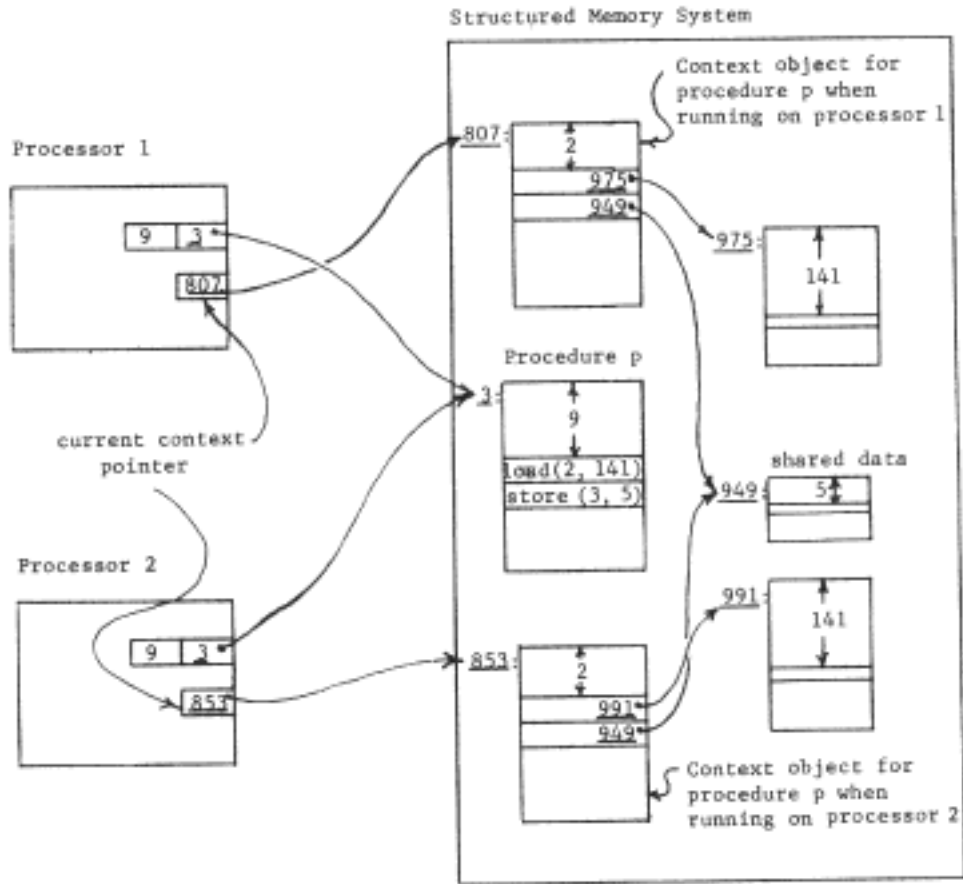 Structured Memory System
Context object for
procedure p when
running on processor 1
Processor 1
807:
2
975
949
9 3
807
975:
141
Procedure p
3:
9
load(2, 141)
store (3, 5)
current context
pointer
shared data
949:
5
Processor 2
9 3
853
853:
2
991
949
991:
141
Context object for
procedure p when
running on processor 2